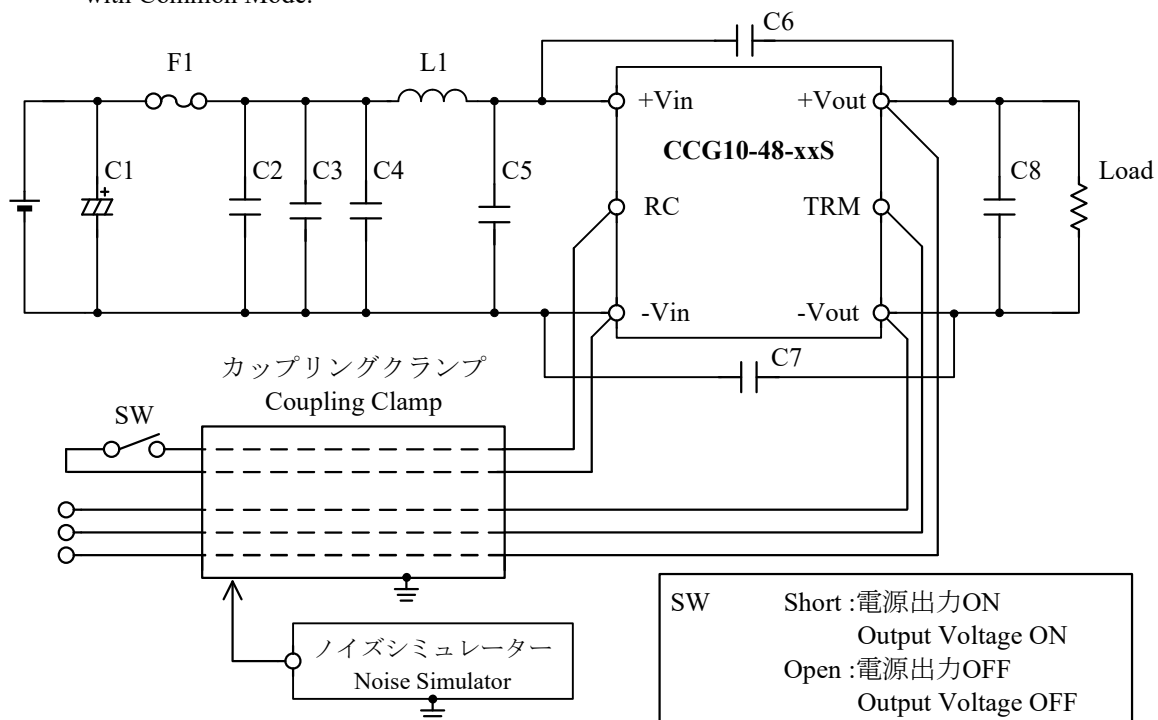 with Common Mode.
C6
F1
L1
+Vin
+Vout
CCG10-48-xxS
C1
+
C2
C3
C4
C5
C8
Load
RC
TRM
-Vin
-Vout
C7
カップリングクランプ
Coupling Clamp
SW
SW Short :電源出力ON
Output Voltage ON
Open :電源出力OFF
Output Voltage OFF
ノイズシミュレーター
Noise Simulator